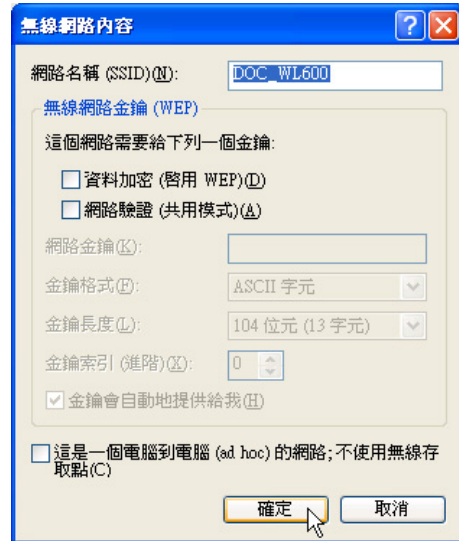 無線網路內容
網路名稱 (SSID)(N):
DOC_WL600
無線網路金鑰 (WEP)
這個網路需要給下列一個金鑰:
資料加密 (啓用 WEP)(D)
網路驗證 (共用模式)(A)
網路金鑰(K):
金鑰格式(F):
ASCII 字元
金鑰長度(L):
104 位元 (13 字元)
金鑰索引 (進階)(X):
0
金鑰會自動地提供給我(H)
這是一個電腦到電腦 (ad hoc) 的網路;不使用無線存
取點(C)
確定
取消